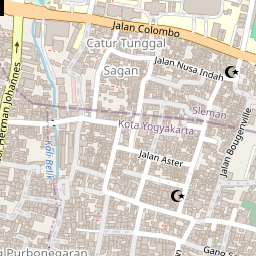 Jalan Colombo
Catur Tunggal
Sagan
Jalan Nusa Indah
Herman Johannes
Sleman
Kota Yogyakarta
Kali Belik
Jalan Bougenville
Jalan Aster
Purbonegaran
Gang S